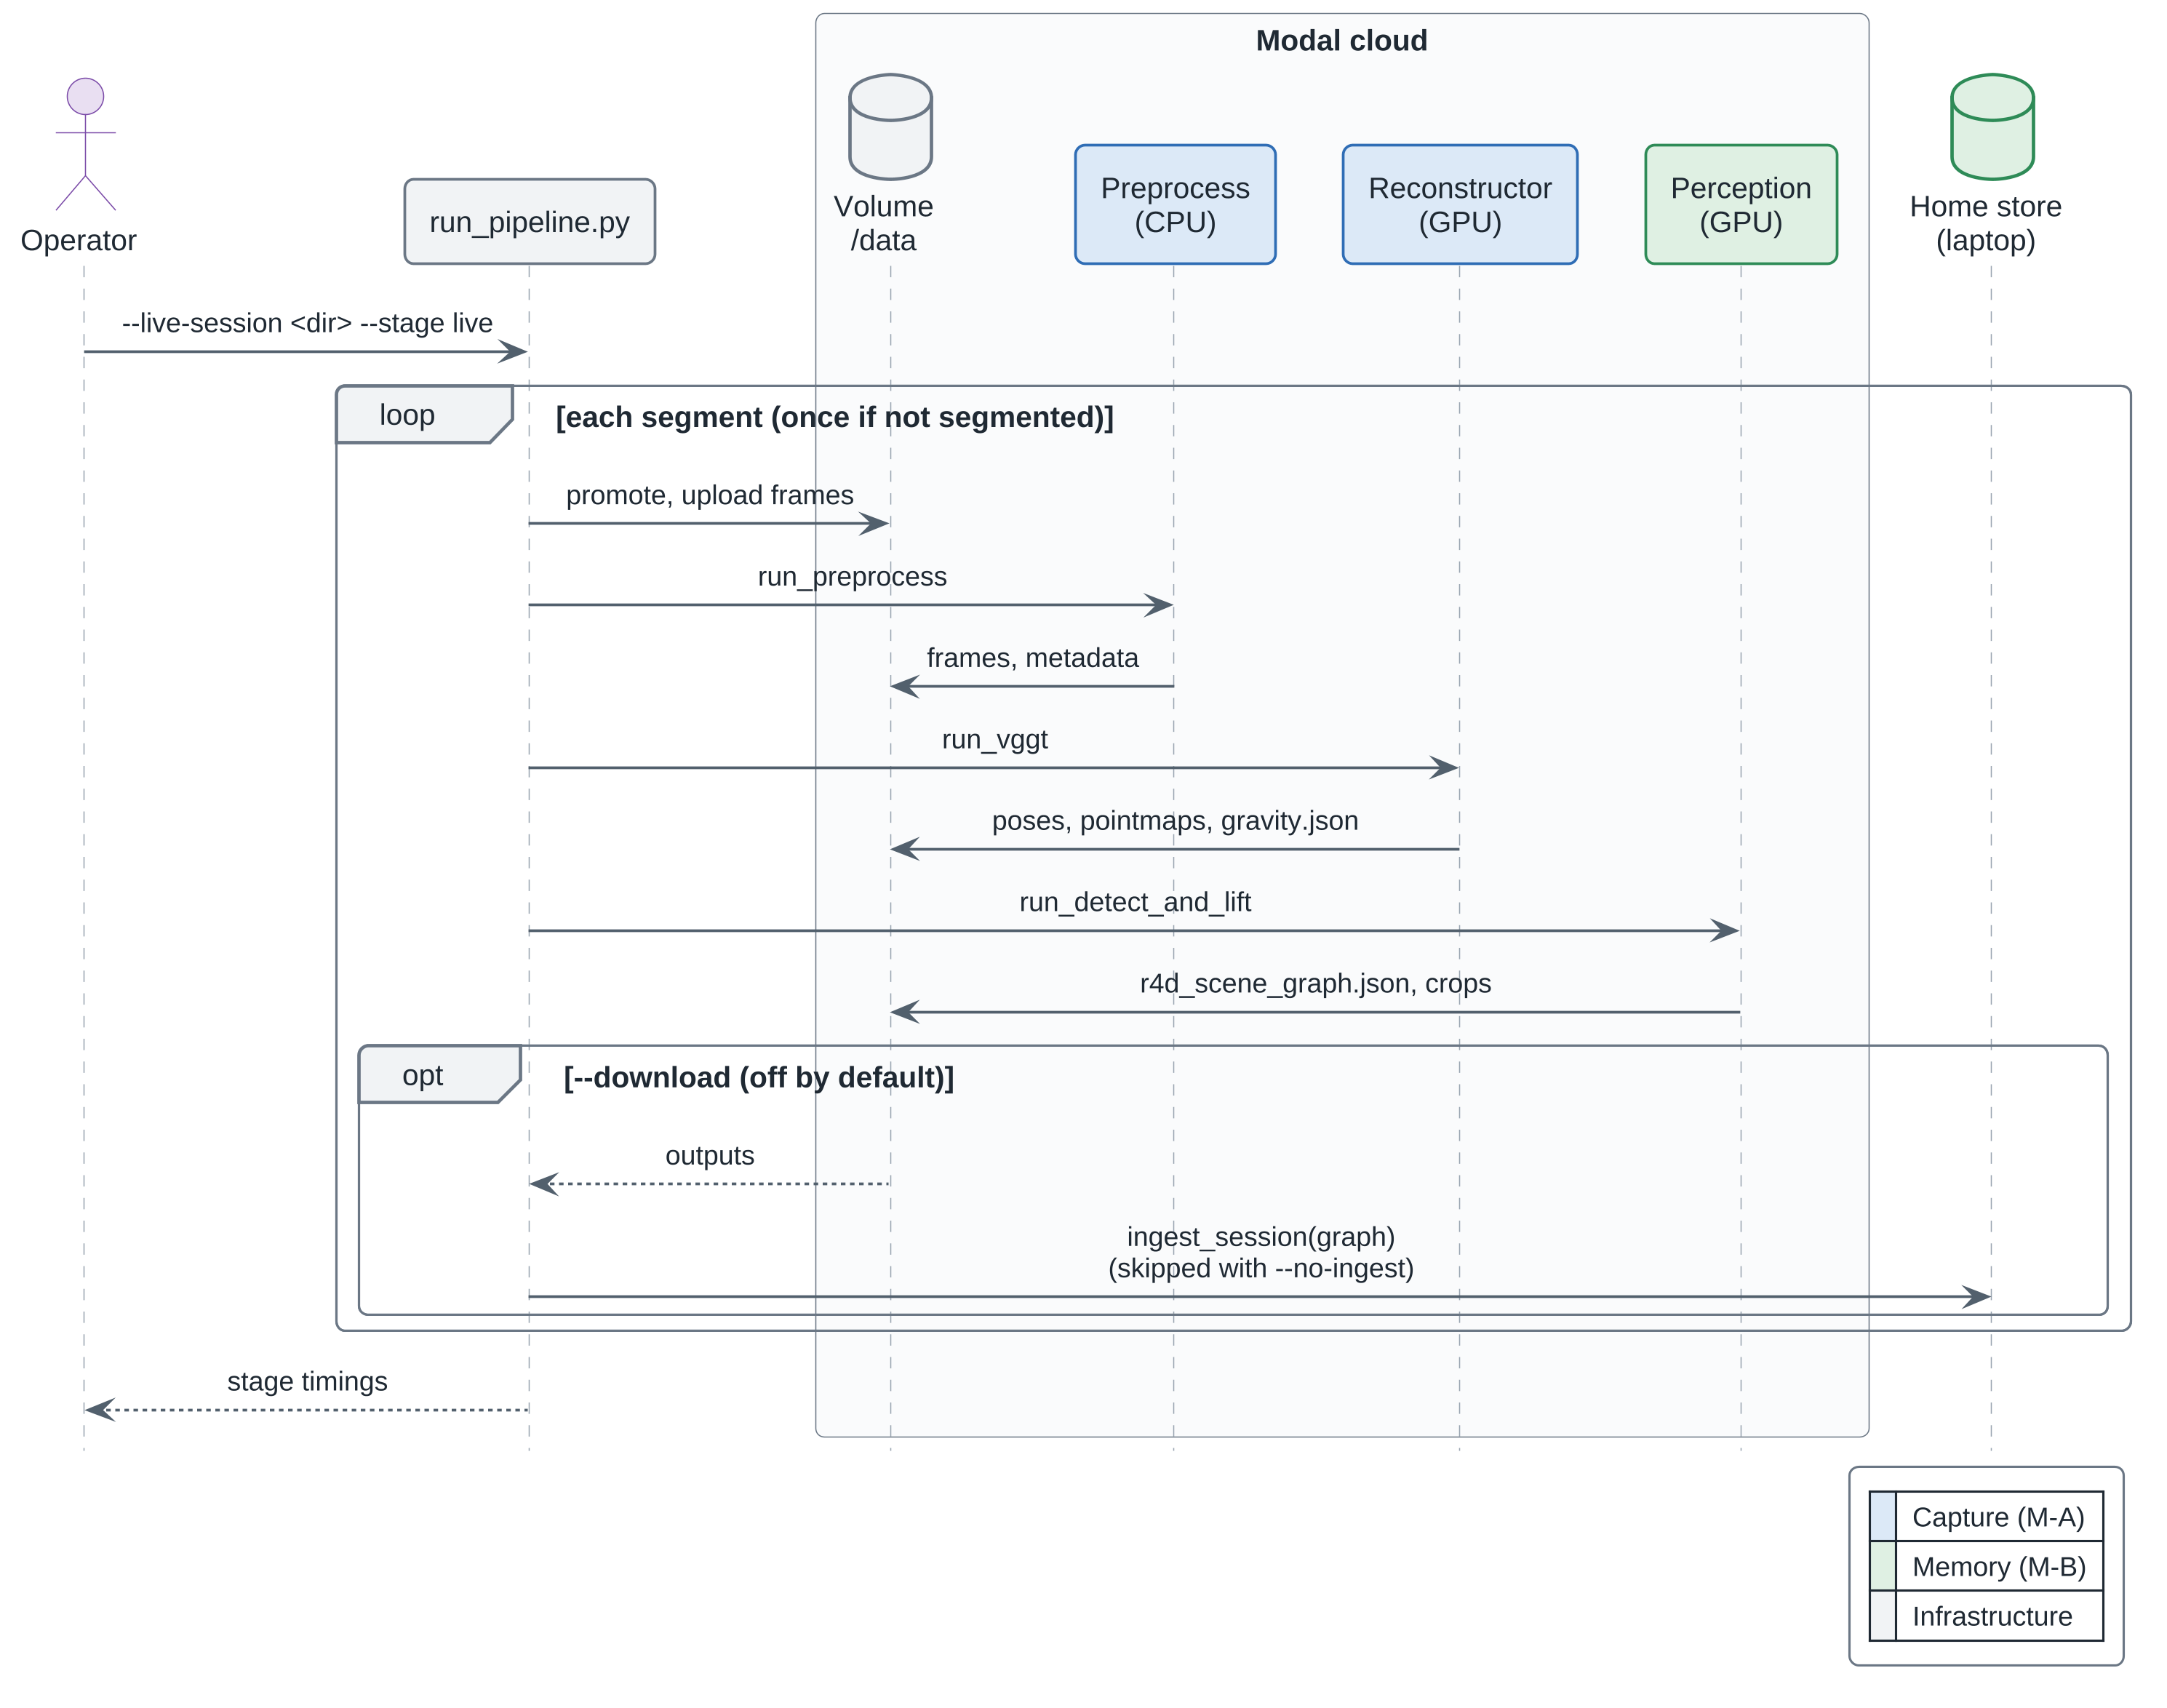 Modal cloud
Operator
run_pipeline.py
Volume
/data
Preprocess
(CPU)
Reconstructor
(GPU)
Perception
(GPU)
Home store
(laptop)
--live-session <dir> --stage live
loop
[each segment (once if not segmented)]
promote, upload frames
run_preprocess
frames, metadata
run_vggt
poses, pointmaps, gravity.json
run_detect_and_lift
r4d_scene_graph.json, crops
opt
[--download (off by default)]
outputs
ingest_session(graph)
(skipped with --no-ingest)
stage timings
Capture (M-A)
Memory (M-B)
Infrastructure